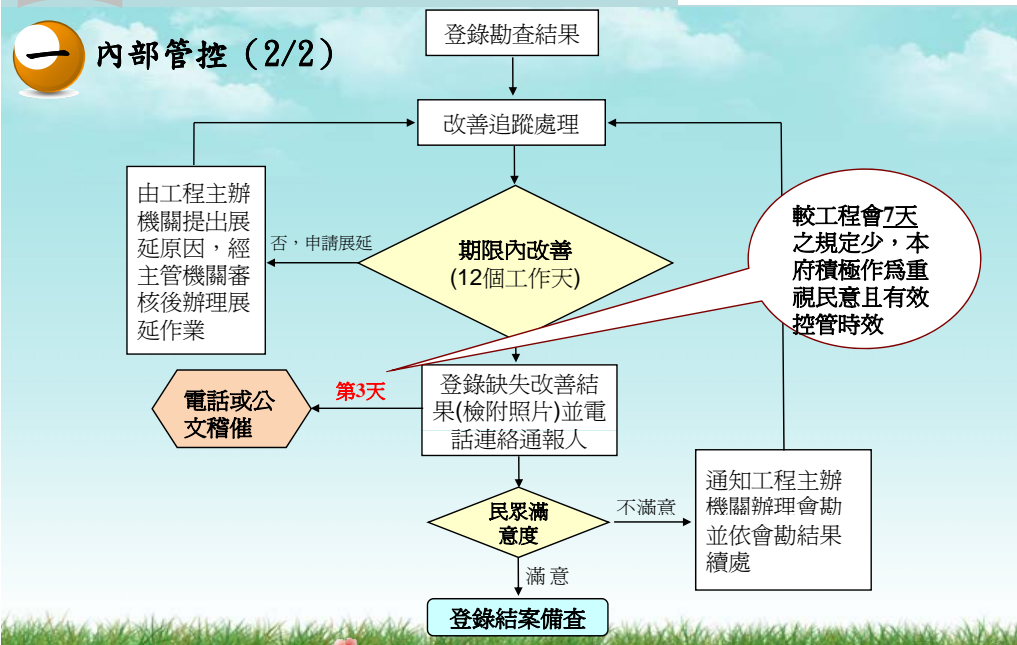 一 內部管控（2/2）
登錄勘查結果
改善追蹤處理
由工程主辦
機關提出展
延原因，經
主管機關審
核後辦理展
延作業
否，申請展延
期限內改善
(12個工作天)
較工程會7天
之規定少，本
府積極作為重
視民意且有效
控管時效
電話或公
文稽催
第3天
登錄缺失改善結
果(檢附照片)並電
話連絡通報人
民眾滿
意度
不滿意
通知工程主辦
機關辦理會勘
並依會勘結果
續處
滿意
登錄結案備查